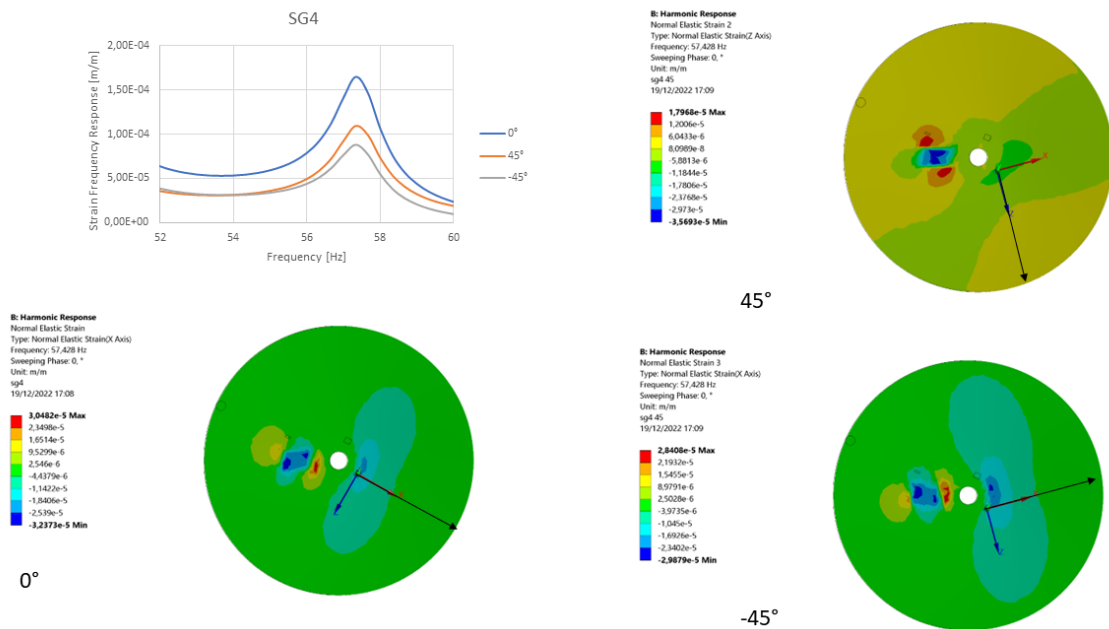 SG4
2,00E-04
1,50E-04
1,00E-04
5,00E-05
0,00E+00
52 54 56 58 60
Strain Frequency Response [m/m]
Frequency [Hz]
0°
45°
-45°
B: Harmonic Response
Normal Elastic Strain 2
Type: Normal Elastic Strain(Z Axis)
Frequency: 57,428 Hz
Sweeping Phase: 0, °
Unit: m/m
sg4 45
19/12/2022 17:09
1,7968e-5 Max
1,2006e-5
6,0433e-6
8,0989e-8
-5,8813e-6
-1,1844e-5
-1,7806e-5
-2,3768e-5
-2,973e-5
-3,5693e-5 Min
X
45°
B: Harmonic Response
Normal Elastic Strain
Type: Normal Elastic Strain(X Axis)
Frequency: 57,428 Hz
Sweeping Phase: 0, °
Unit: m/m
sg4
19/12/2022 17:08
3,0482e-5 Max
2,3498e-5
1,6514e-5
9,5299e-6
2,546e-6
-4,4379e-6
-1,1422e-5
-1,8406e-5
-2,539e-5
-3,2373e-5 Min
0°
B: Harmonic Response
Normal Elastic Strain 3
Type: Normal Elastic Strain(X Axis)
Frequency: 57,428 Hz
Sweeping Phase: 0, °
Unit: m/m
sg4 45
19/12/2022 17:09
2,8408e-5 Max
2,1932e-5
1,5455e-5
8,9791e-6
2,5028e-6
-3,9735e-6
-1,045e-5
-1,6926e-5
-2,3402e-5
-2,9879e-5 Min
-45°